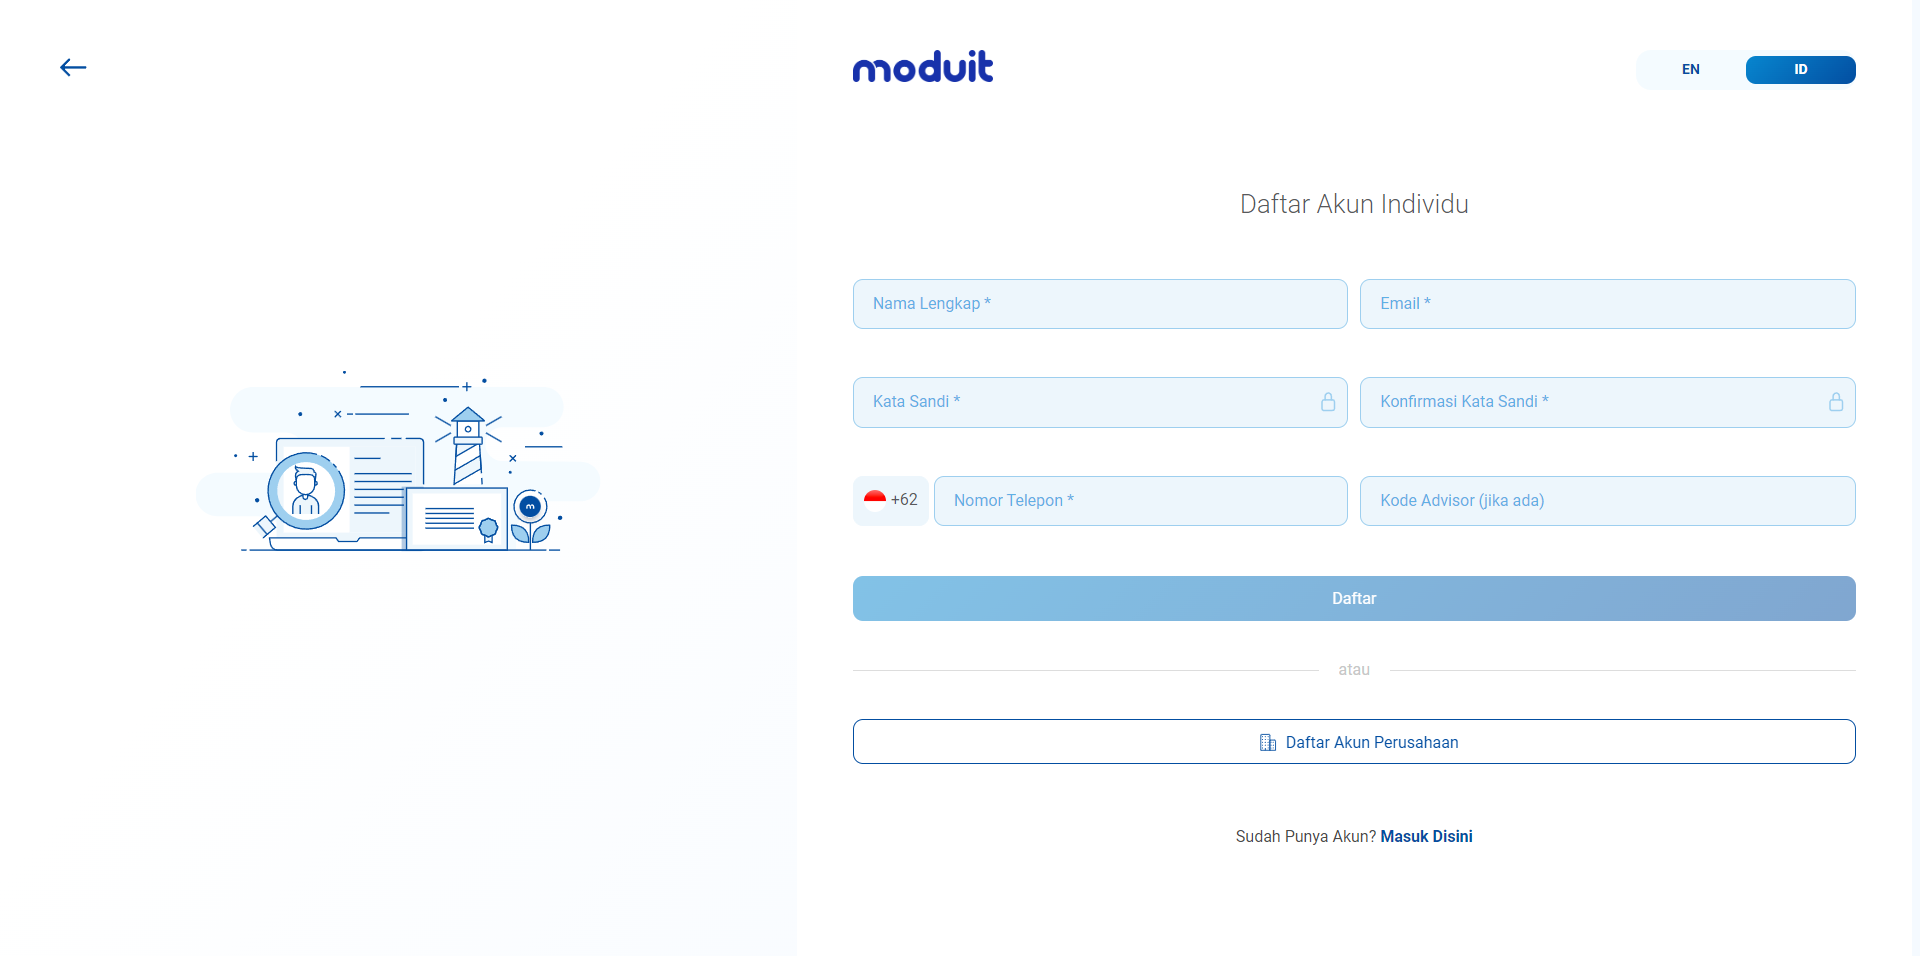 moduit
EN
ID
Daftar Akun Individu
Nama Lengkap *
Email *
Kata Sandi *
Konfirmasi Kata Sandi *
+62
Nomor Telepon *
Kode Advisor (jika ada)
Daftar
atau
Daftar Akun Perusahaan
Sudah Punya Akun? Masuk Disini